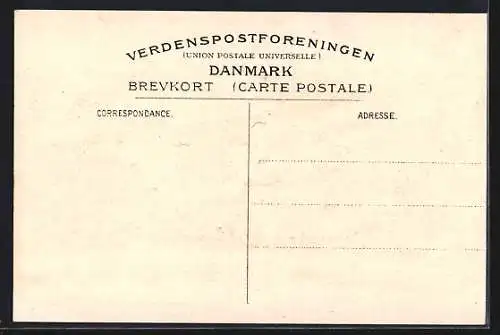 VERDENSPOSTFORENINGEN
(UNION POSTALE UNIVERSELLE)
DANMARK
BREVKORT (CARTE POSTALE)
CORRESPONDANCE.
ADRESSE.